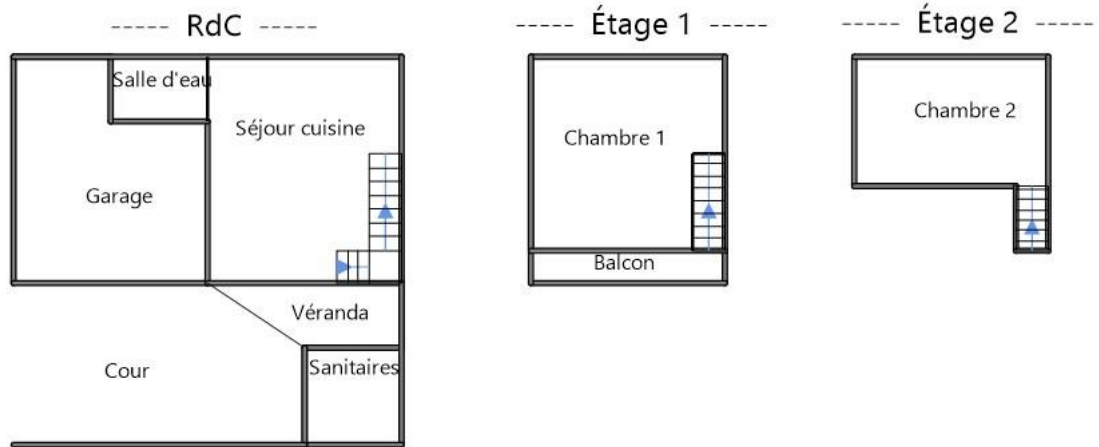 ----- RdC -----
----- Étage 1 -----
----- Étage 2 -----
Salle d'eau
Séjour cuisine
Garage
Véranda
Cour
Sanitaires
Chambre 1
Balcon
Chambre 2